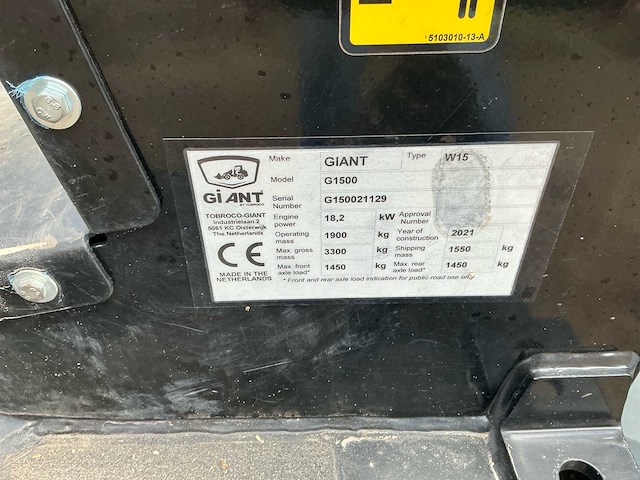 5103010-13-A
Make GIANT Type W15
Model G1500
GiANT
BY TOBROCO
Serial Number G150021129
TOBROCO-GIANT
Industrielaan 2
5061 KC Oisterwijk
The Netherlands
Engine power 18,2 kW Approval Number
Operating mass 1900 kg Year of construction 2021
Max. gross mass 3300 kg Shipping mass 1550 kg
Max. front axle load* 1450 kg Max. rear axle load* 1450 kg
CE
MADE IN THE
NETHERLANDS
* Front and rear axle load indication for public road use only